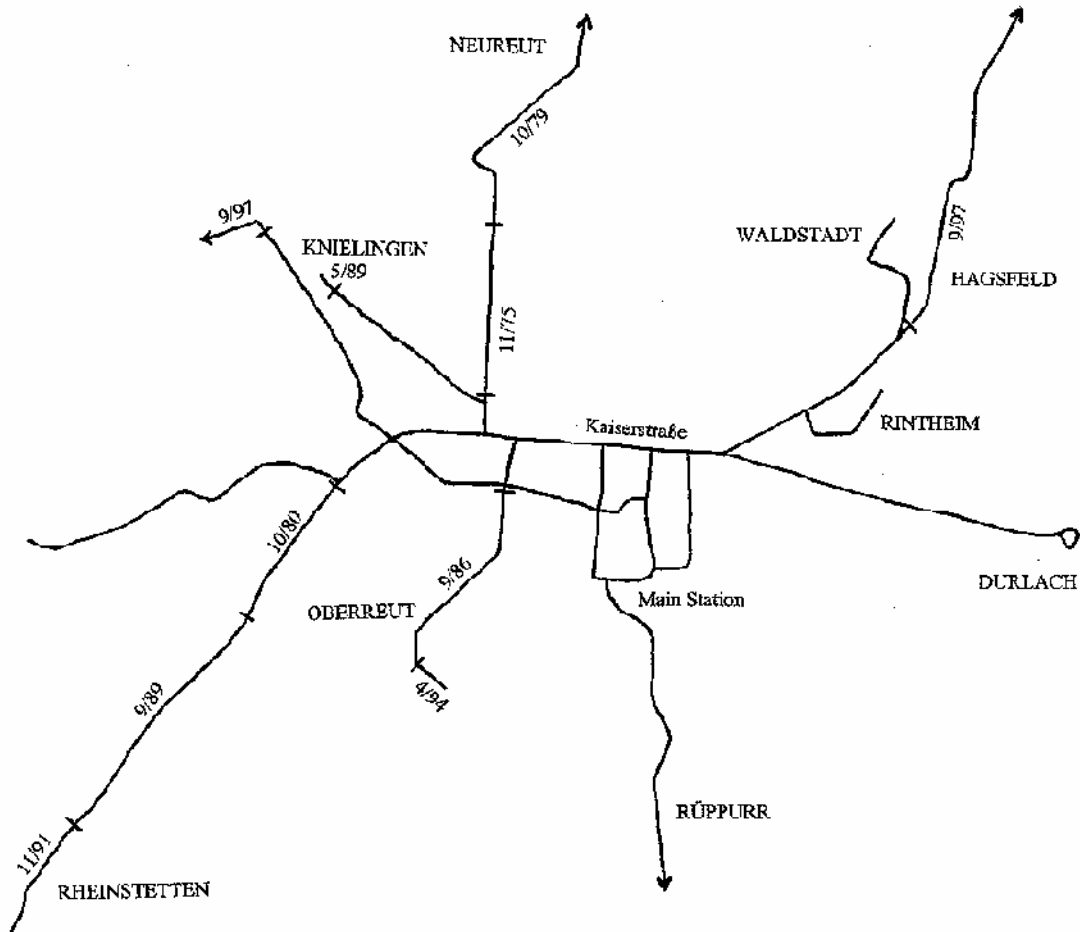 NEUREUT
10/79
9/97
KNIELINGEN
5/89
11/75
WALDSTADT
9/97
HAGSFELD
Kaiserstraße
RINTHEIM
10/80
9/86
OBERREUT
Main Station
DURLACH
4/94
9/89
RÜPPURR
11/91
RHEINSTETTEN